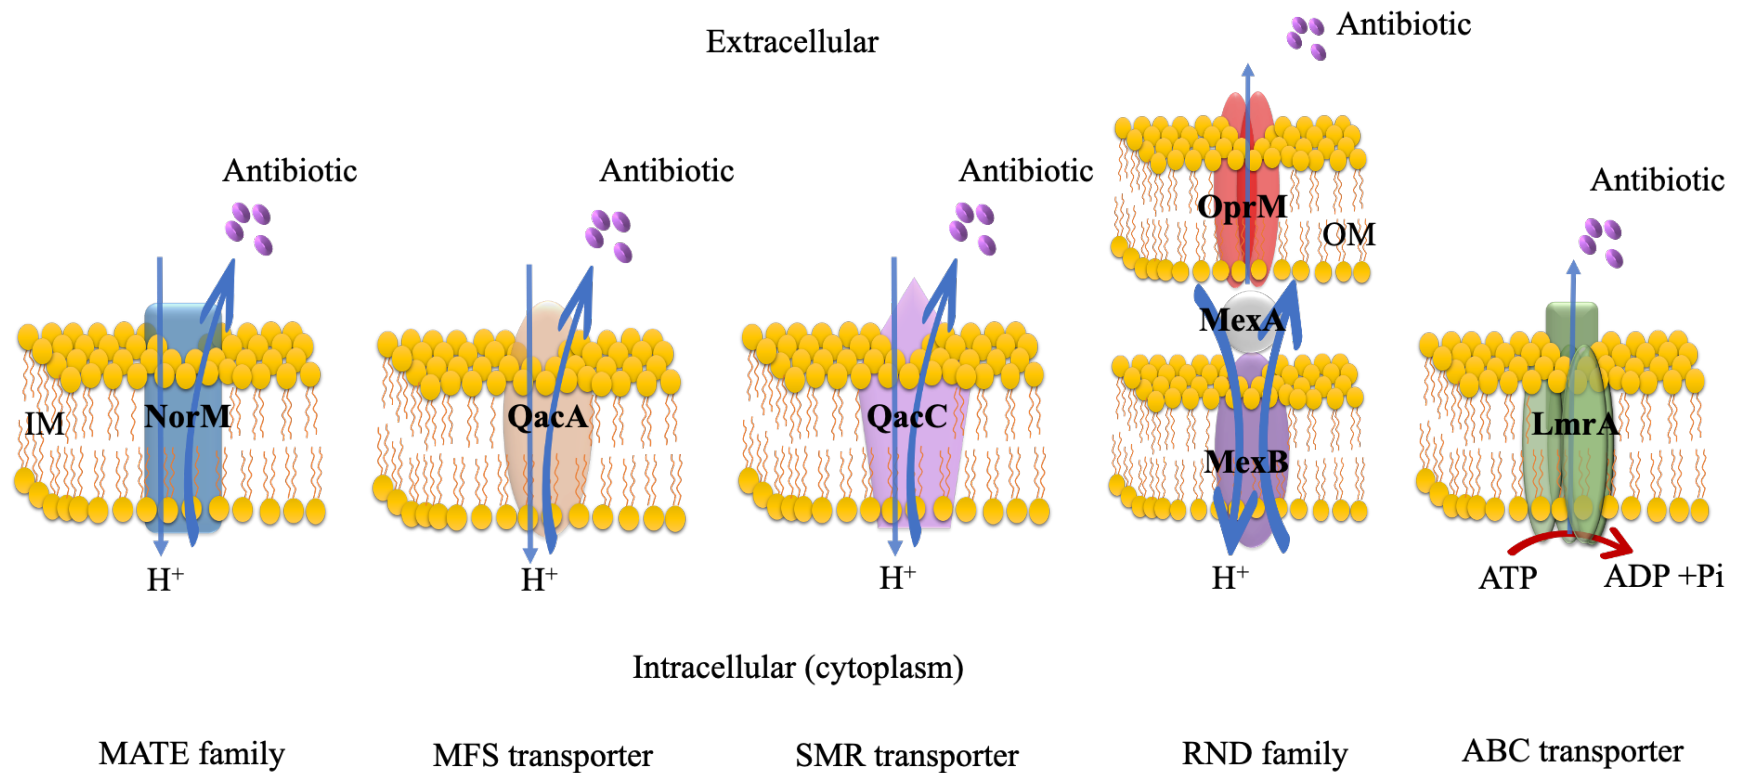 Antibiotic
Extracellular
Antibiotic
Antibiotic
Antibiotic
Antibiotic
OprM
OM
MexA
IM
NorM
QacA
QacC
MexB
LmrA
H⁺
H⁺
H⁺
H⁺
ATP
ADP +Pi
Intracellular (cytoplasm)
MATE family
MFS transporter
SMR transporter
RND family
ABC transporter